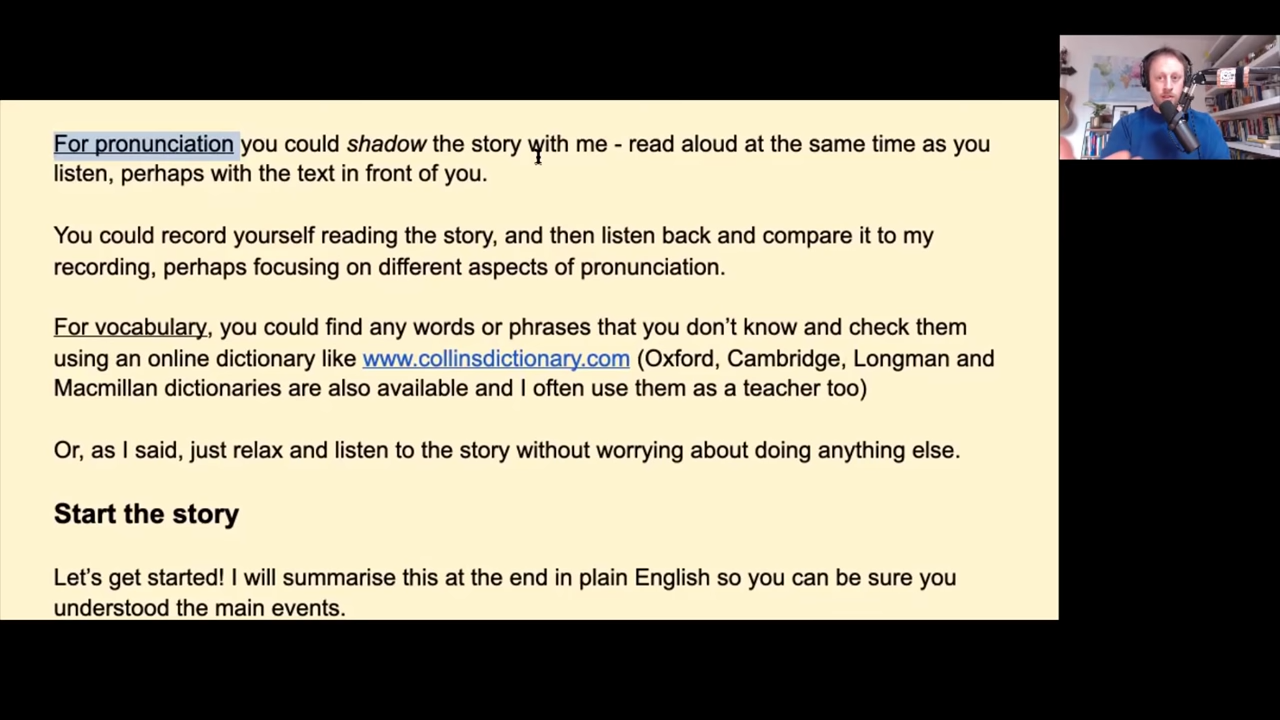 For pronunciation you could shadow the story with me - read aloud at the same time as you
listen, perhaps with the text in front of you.
You could record yourself reading the story, and then listen back and compare it to my
recording, perhaps focusing on different aspects of pronunciation.
For vocabulary, you could find any words or phrases that you don’t know and check them
using an online dictionary like www.collinsdictionary.com (Oxford, Cambridge, Longman and
Macmillan dictionaries are also available and I often use them as a teacher too)
Or, as I said, just relax and listen to the story without worrying about doing anything else.
Start the story
Let’s get started! I will summarise this at the end in plain English so you can be sure you
understood the main events.